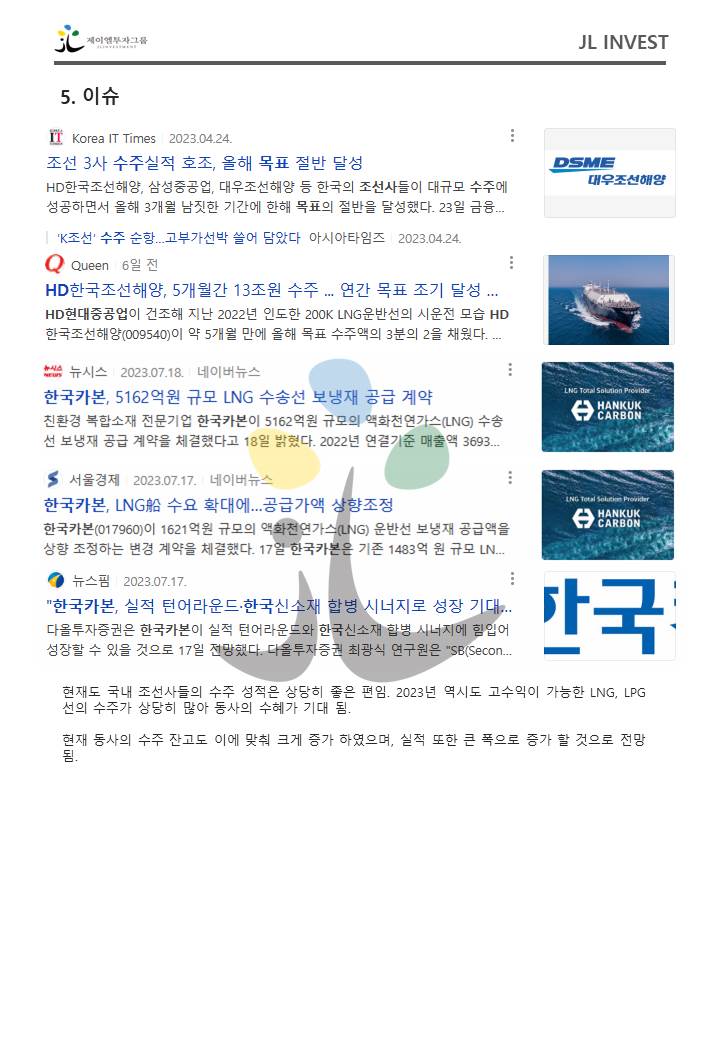 제이엘투자그룹
JLINVESTMENT
JL INVEST
5. 이슈
Korea IT Times 2023.04.24.
조선 3사 수주실적 호조, 올해 목표 절반 달성
HD한국조선해양, 삼성중공업, 대우조선해양 등 한국의 조선사들이 대규모 수주에
성공하면서 올해 3개월 남짓한 기간에 한해 목표의 절반을 달성했다. 23일 금융...
DSME
대우조선해양
'K조선' 수주 순항...고부가선박 쓸어 담았다 아시아타임즈 2023.04.24.
Queen 6일 전
HD한국조선해양, 5개월간 13조원 수주 ... 연간 목표 조기 달성 ...
HD현대중공업이 건조해 지난 2022년 인도한 200K LNG운반선의 시운전 모습 HD
한국조선해양(009540)이 약 5개월 만에 올해 목표 수주액의 3분의 2을 채웠다. ...
뉴시스 NEWSIS 뉴시스 2023.07.18. 네이버뉴스
한국카본, 5162억원 규모 LNG 수송선 보냉재 공급 계약
친환경 복합소재 전문기업 한국카본이 5162억원 규모의 액화천연가스(LNG) 수송
선 보냉재 공급 계약을 체결했다고 18일 밝혔다. 2022년 연결기준 매출액 3693...
LNG Total Solution Provider
HANKUK
CARBON
서울경제 2023.07.17. 네이버뉴스
한국카본, LNG船 수요 확대에...공급가액 상향조정
한국카본(017960)이 1621억원 규모의 액화천연가스(LNG) 운반선 보냉재 공급액을
상향 조정하는 변경 계약을 체결했다. 17일 한국카본은 기존 1483억 원 규모 LN...
LNG Total Solution Provider
HANKUK
CARBON
뉴스핌 2023.07.17.
"한국카본, 실적 턴어라운드·한국신소재 합병 시너지로 성장 기대...
다올투자증권은 한국카본이 실적 턴어라운드와 한국신소재 합병 시너지에 힘입어
성장할 수 있을 것으로 17일 전망했다. 다올투자증권 최광식 연구원은 "SB(Secon...
한국
현재도 국내 조선사들의 수주 성적은 상당히 좋은 편임. 2023년 역시도 고수익이 가능한 LNG, LPG
선의 수주가 상당히 많아 동사의 수혜가 기대 됨.
현재 동사의 수주 잔고도 이에 맞춰 크게 증가 하였으며, 실적 또한 큰 폭으로 증가 할 것으로 전망
됨.